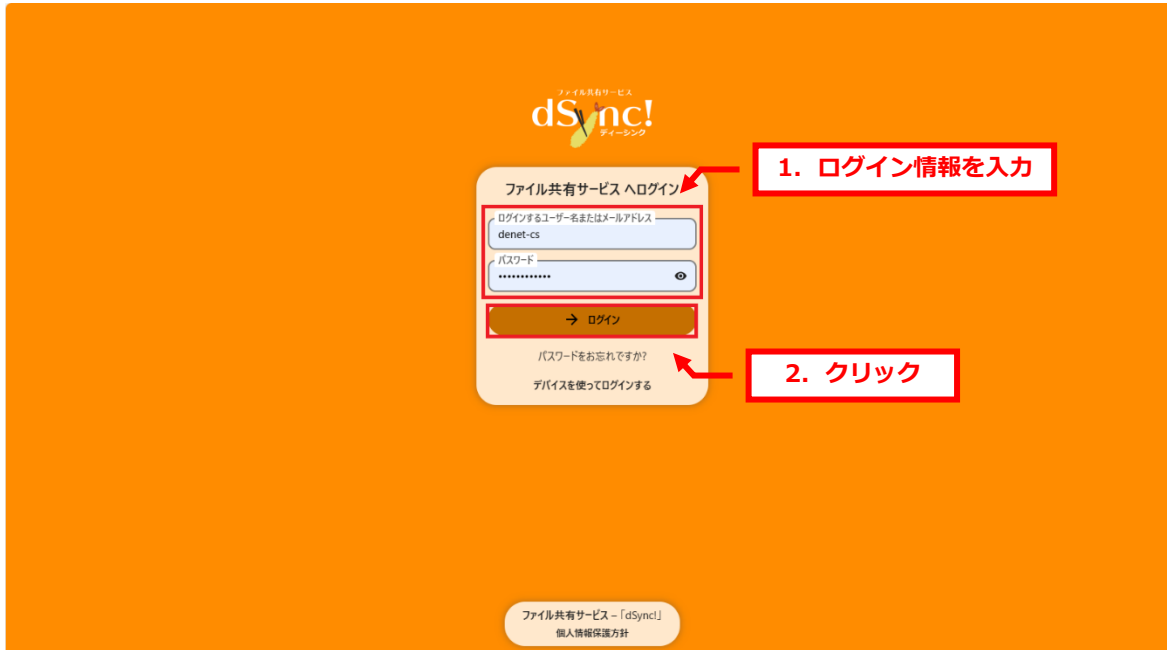 ファイル共有サービス
dSync!
ディーシンク
1. ログイン情報を入力
ファイル共有サービス へログイン
ログインするユーザー名またはメールアドレス
denet-cs
パスワード
••••••••••••
→ ログイン
パスワードをお忘れですか?
2. クリック
デバイスを使ってログインする
ファイル共有サービス – 「dSync!」
個人情報保護方針